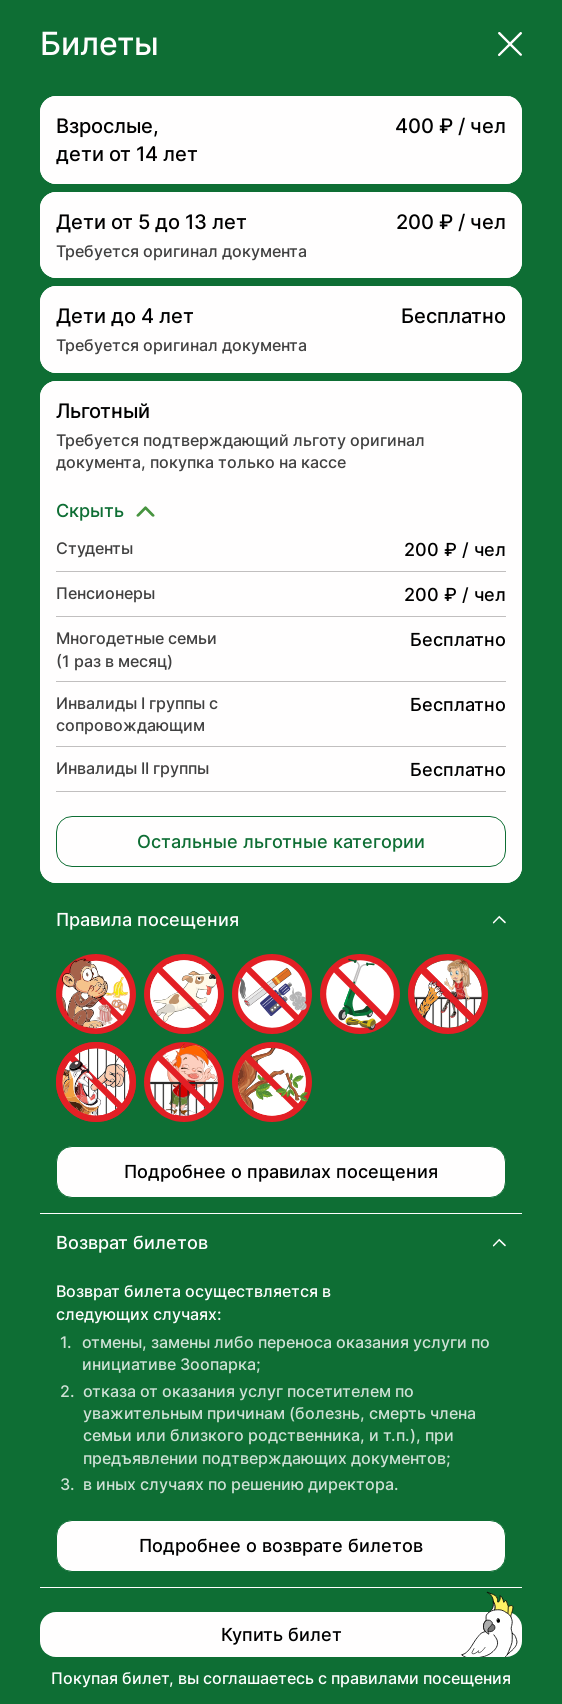 Билеты
Взрослые,
дети от 14 лет
400 ₽ / чел
Дети от 5 до 13 лет
200 ₽ / чел
Требуется оригинал документа
Дети до 4 лет
Бесплатно
Требуется оригинал документа
Льготный
Требуется подтверждающий льготу оригинал
документа, покупка только на кассе
Скрыть
Студенты
200 ₽ / чел
Пенсионеры
200 ₽ / чел
Многодетные семьи
(1 раз в месяц)
Бесплатно
Инвалиды I группы с
сопровождающим
Бесплатно
Инвалиды II группы
Бесплатно
Остальные льготные категории
Правила посещения
Подробнее о правилах посещения
Возврат билетов
Возврат билета осуществляется в
следующих случаях:
1. отмены, замены либо переноса оказания услуги по
инициативе Зоопарка;
2. отказа от оказания услуг посетителем по
уважительным причинам (болезнь, смерть члена
семьи или близкого родственника, и т.п.), при
предъявлении подтверждающих документов;
3. в иных случаях по решению директора.
Подробнее о возврате билетов
Купить билет
Покупая билет, вы соглашаетесь с правилами посещения